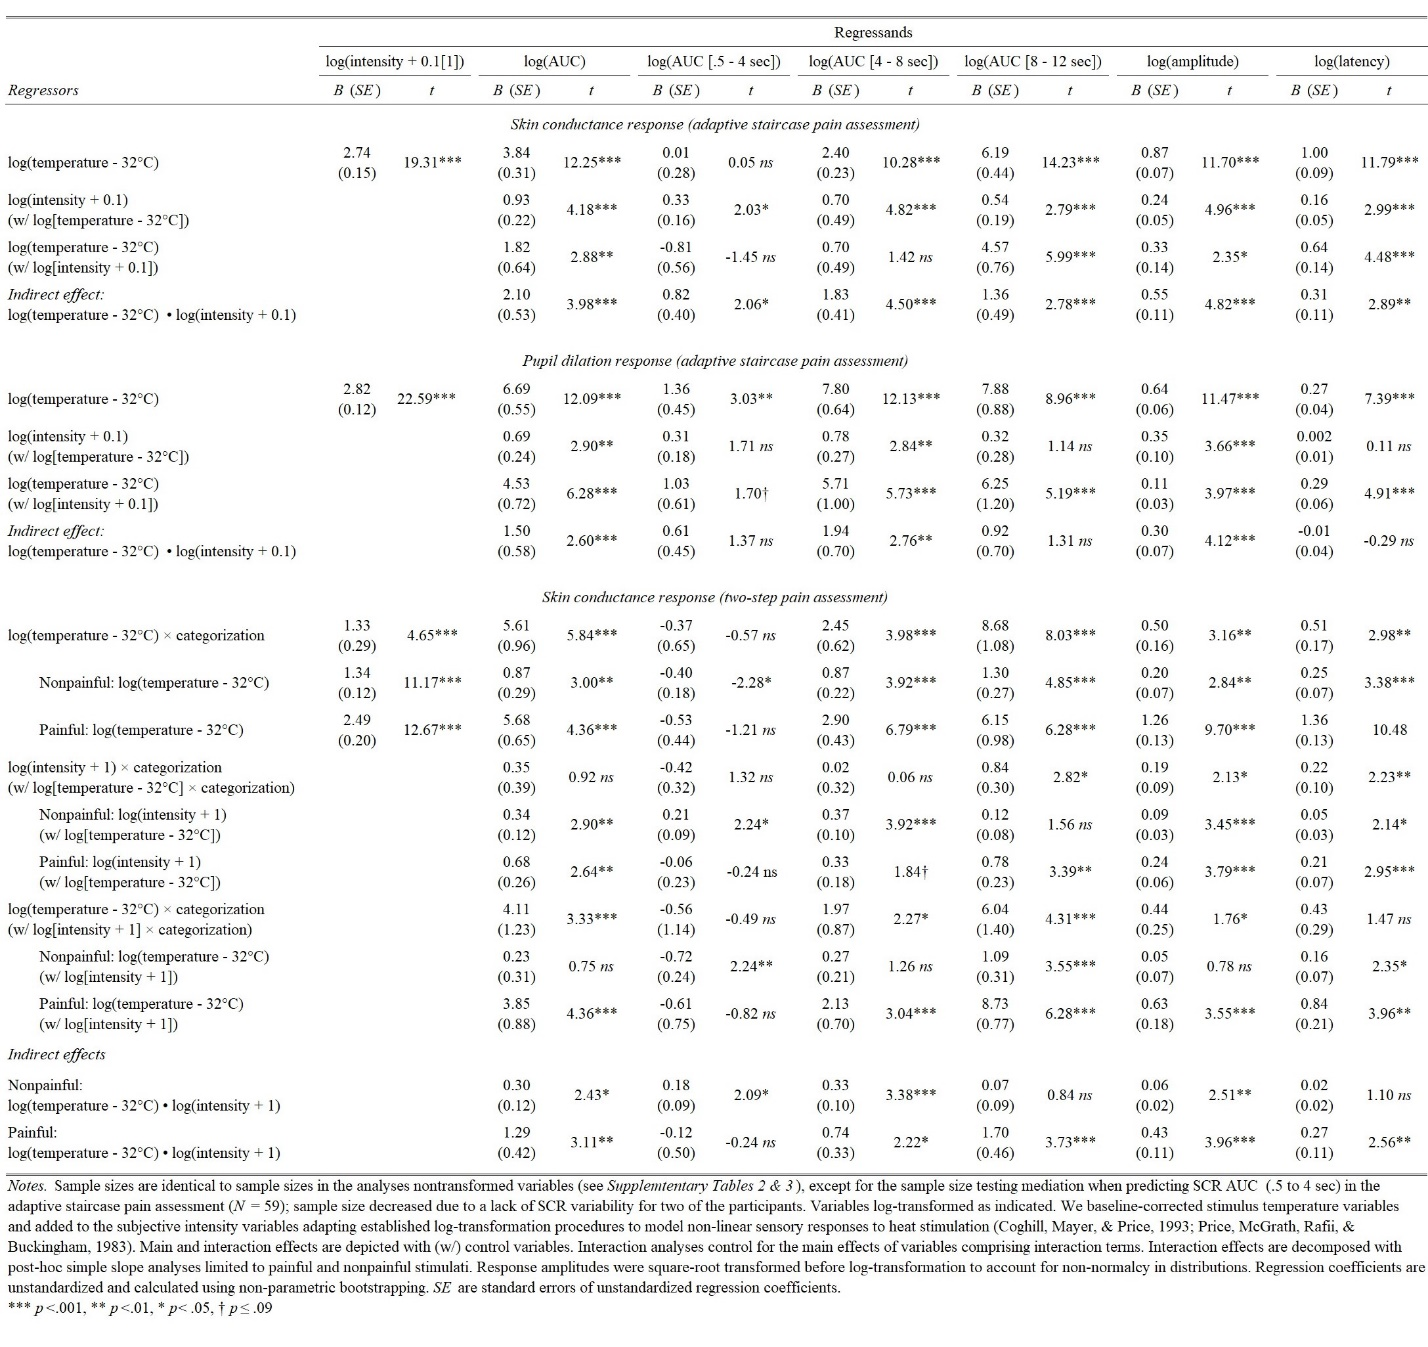 Regressands
log(intensity + 0.1[1]) log(AUC) log(AUC [.5 - 4 sec]) log(AUC [4 - 8 sec]) log(AUC [8 - 12 sec]) log(amplitude) log(latency)
Regressors B (SE) t B (SE) t B (SE) t B (SE) t B (SE) t B (SE) t B (SE) t
Skin conductance response (adaptive staircase pain assessment)
log(temperature - 32°C) 2.74 (0.15) 19.31*** 3.84 (0.31) 12.25*** 0.01 (0.28) 0.05 ns 2.40 (0.23) 10.28*** 6.19 (0.44) 14.23*** 0.87 (0.07) 11.70*** 1.00 (0.09) 11.79***
log(intensity + 0.1)
(w/ log[temperature - 32°C]) 0.93 (0.22) 4.18*** 0.33 (0.16) 2.03* 0.70 (0.49) 4.82*** 0.54 (0.19) 2.79*** 0.24 (0.05) 4.96*** 0.16 (0.05) 2.99***
log(temperature - 32°C)
(w/ log[intensity + 0.1]) 1.82 (0.64) 2.88** -0.81 (0.56) -1.45 ns 0.70 (0.49) 1.42 ns 4.57 (0.76) 5.99*** 0.33 (0.14) 2.35* 0.64 (0.14) 4.48***
Indirect effect:
log(temperature - 32°C) • log(intensity + 0.1) 2.10 (0.53) 3.98*** 0.82 (0.40) 2.06* 1.83 (0.41) 4.50*** 1.36 (0.49) 2.78*** 0.55 (0.11) 4.82*** 0.31 (0.11) 2.89**
Pupil dilation response (adaptive staircase pain assessment)
log(temperature - 32°C) 2.82 (0.12) 22.59*** 6.69 (0.55) 12.09*** 1.36 (0.45) 3.03** 7.80 (0.64) 12.13*** 7.88 (0.88) 8.96*** 0.64 (0.06) 11.47*** 0.27 (0.04) 7.39***
log(intensity + 0.1)
(w/ log[temperature - 32°C]) 0.69 (0.24) 2.90** 0.31 (0.18) 1.71 ns 0.78 (0.27) 2.84** 0.32 (0.28) 1.14 ns 0.35 (0.10) 3.66*** 0.002 (0.01) 0.11 ns
log(temperature - 32°C)
(w/ log[intensity + 0.1]) 4.53 (0.72) 6.28*** 1.03 (0.61) 1.70† 5.71 (1.00) 5.73*** 6.25 (1.20) 5.19*** 0.11 (0.03) 3.97*** 0.29 (0.06) 4.91***
Indirect effect:
log(temperature - 32°C) • log(intensity + 0.1) 1.50 (0.58) 2.60*** 0.61 (0.45) 1.37 ns 1.94 (0.70) 2.76** 0.92 (0.70) 1.31 ns 0.30 (0.07) 4.12*** -0.01 (0.04) -0.29 ns
Skin conductance response (two-step pain assessment)
log(temperature - 32°C) × categorization 1.33 (0.29) 4.65*** 5.61 (0.96) 5.84*** -0.37 (0.65) -0.57 ns 2.45 (0.62) 3.98*** 8.68 (1.08) 8.03*** 0.50 (0.16) 3.16** 0.51 (0.17) 2.98**
Nonpainful: log(temperature - 32°C) 1.34 (0.12) 11.17*** 0.87 (0.29) 3.00** -0.40 (0.18) -2.28* 0.87 (0.22) 3.92*** 1.30 (0.27) 4.85*** 0.20 (0.07) 2.84** 0.25 (0.07) 3.38***
Painful: log(temperature - 32°C) 2.49 (0.20) 12.67*** 5.68 (0.65) 4.36*** -0.53 (0.44) -1.21 ns 2.90 (0.43) 6.79*** 6.15 (0.98) 6.28*** 1.26 (0.13) 9.70*** 1.36 (0.13) 10.48
log(intensity + 1) × categorization
(w/ log[temperature - 32°C] × categorization) 0.35 (0.39) 0.92 ns -0.42 (0.32) 1.32 ns 0.02 (0.32) 0.06 ns 0.84 (0.30) 2.82* 0.19 (0.09) 2.13* 0.22 (0.10) 2.23**
Nonpainful: log(intensity + 1)
(w/ log[temperature - 32°C]) 0.34 (0.12) 2.90** 0.21 (0.09) 2.24* 0.37 (0.10) 3.92*** 0.12 (0.08) 1.56 ns 0.09 (0.03) 3.45*** 0.05 (0.03) 2.14*
Painful: log(intensity + 1)
(w/ log[temperature - 32°C]) 0.68 (0.26) 2.64** -0.06 (0.23) -0.24 ns 0.33 (0.18) 1.84† 0.78 (0.23) 3.39** 0.24 (0.06) 3.79*** 0.21 (0.07) 2.95***
log(temperature - 32°C) × categorization
(w/ log[intensity + 1] × categorization) 4.11 (1.23) 3.33*** -0.56 (1.14) -0.49 ns 1.97 (0.87) 2.27* 6.04 (1.40) 4.31*** 0.44 (0.25) 1.76* 0.43 (0.29) 1.47 ns
Nonpainful: log(temperature - 32°C)
(w/ log[intensity + 1]) 0.23 (0.31) 0.75 ns -0.72 (0.24) 2.24** 0.27 (0.21) 1.26 ns 1.09 (0.31) 3.55*** 0.05 (0.07) 0.78 ns 0.16 (0.07) 2.35*
Painful: log(temperature - 32°C)
(w/ log[intensity + 1]) 3.85 (0.88) 4.36*** -0.61 (0.75) -0.82 ns 2.13 (0.70) 3.04*** 8.73 (0.77) 6.28*** 0.63 (0.18) 3.55*** 0.84 (0.21) 3.96**
Indirect effects
Nonpainful:
log(temperature - 32°C) • log(intensity + 1) 0.30 (0.12) 2.43* 0.18 (0.09) 2.09* 0.33 (0.10) 3.38*** 0.07 (0.09) 0.84 ns 0.06 (0.02) 2.51** 0.02 (0.02) 1.10 ns
Painful:
log(temperature - 32°C) • log(intensity + 1) 1.29 (0.42) 3.11** -0.12 (0.50) -0.24 ns 0.74 (0.33) 2.22* 1.70 (0.46) 3.73*** 0.43 (0.11) 3.96*** 0.27 (0.11) 2.56**
Notes. Sample sizes are identical to sample sizes in the analyses nontransformed variables (see Supplemtentary Tables 2 & 3), except for the sample size testing mediation when predicting SCR AUC (.5 to 4 sec) in the
adaptive staircase pain assessment (N = 59); sample size decreased due to a lack of SCR variability for two of the participants. Variables log-transformed as indicated. We baseline-corrected stimulus temperature variables
and added to the subjective intensity variables adapting established log-transformation procedures to model non-linear sensory responses to heat stimulation (Coghill, Mayer, & Price, 1993; Price, McGrath, Rafii, &
Buckingham, 1983). Main and interaction effects are depicted with (w/) control variables. Interaction analyses control for the main effects of variables comprising interaction terms. Interaction effects are decomposed with
post-hoc simple slope analyses limited to painful and nonpainful stimulati. Response amplitudes were square-root transformed before log-transformation to account for non-normalcy in distributions. Regression coefficients are
unstandardized and calculated using non-parametric bootstrapping. SE are standard errors of unstandardized regression coefficients.
*** p <.001, ** p <.01, * p< .05, † p ≤ .09